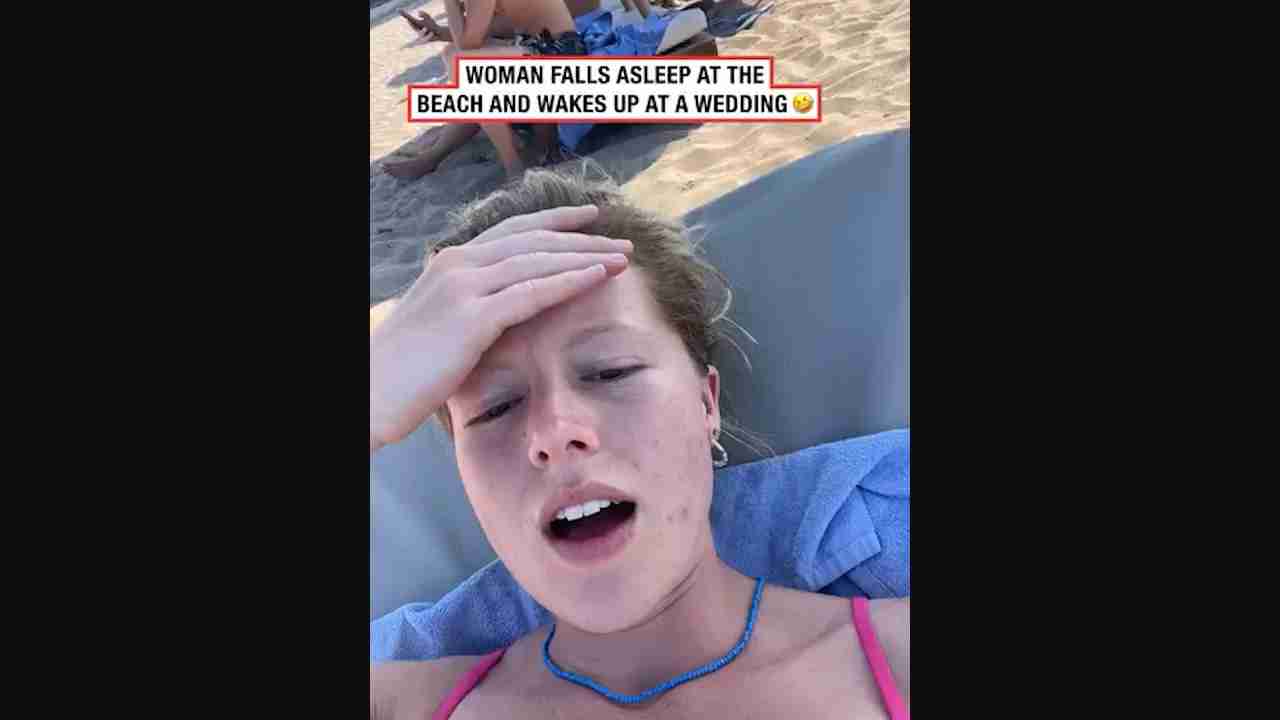 WOMAN FALLS ASLEEP AT THE
BEACH AND WAKES UP AT A WEDDING 🤣